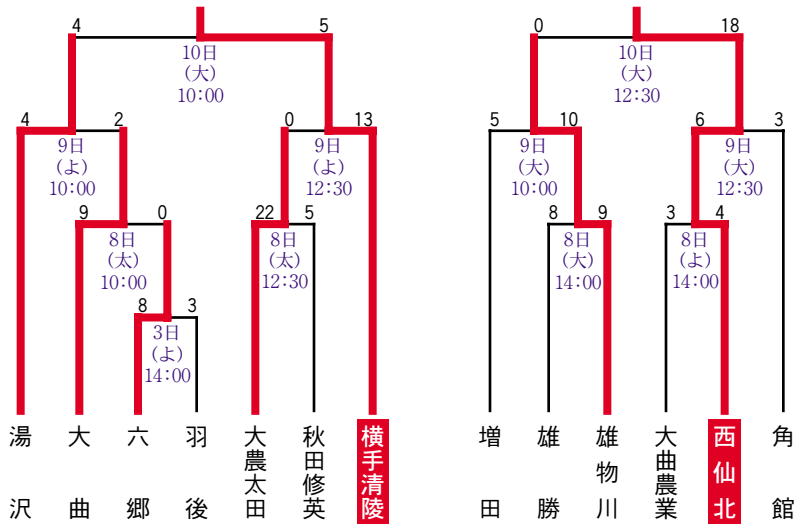 4 5 0 18
10日 10日
(大) (大)
10:00 12:30
4 2 0 13 5 10 6 3
9日 9日 9日 9日
(よ) (よ) (大) (大)
10:00 12:30 10:00 12:30
9 0 22 5 8 9 3 4
8日 8日 8日 8日
(太) (太) (大) (よ)
10:00 12:30 14:00 14:00
8 3
3日
(よ)
14:00
湯沢
大曲
六郷
羽後
大農太田
秋田修英
横手清陵
増田
雄勝
雄物川
大曲農業
西仙北
角館